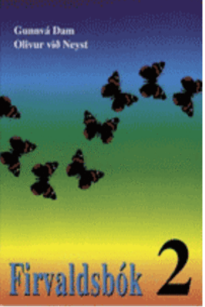 Gunnvá Dam
Olivur við Neyst
Firvaldsbók 2